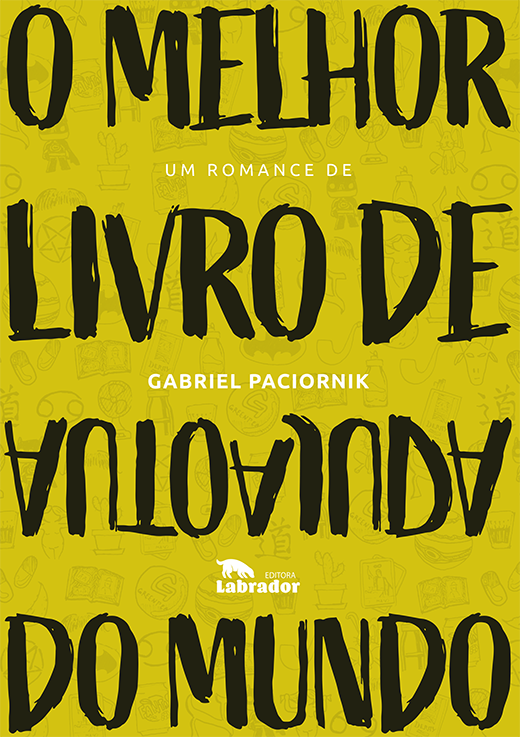 O MELHOR
UM ROMANCE DE
LIVRO DE
GABRIEL PACIORNIK
AUTOAJUDA
EDITORA
Labrador
DO MUNDO